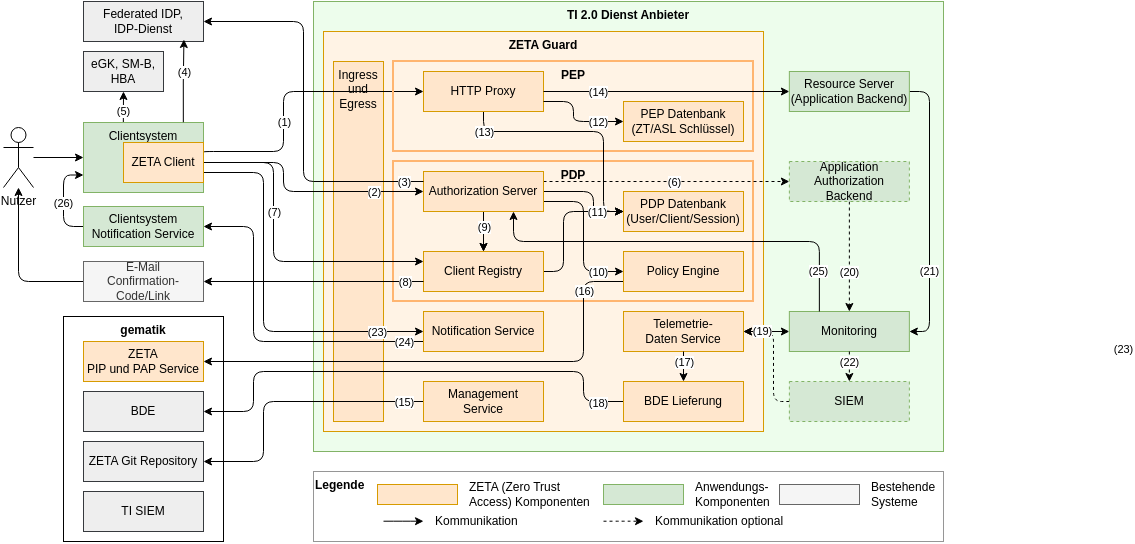 Federated IDP,
IDP-Dienst
TI 2.0 Dienst Anbieter
ZETA Guard
eGK, SM-B,
HBA
(4)
(5)
Ingress
und
Egress
PEP
HTTP Proxy
(14)
(12)
(13)
PEP Datenbank
(ZT/ASL Schlüssel)
Resource Server
(Application Backend)
(1)
Clientsystem
ZETA Client
Nutzer
(26)
(2)
(3)
(7)
PDP
Authorization Server
(6)
(11)
PDP Datenbank
(User/Client/Session)
Application
Authorization
Backend
(9)
Clientsystem
Notification Service
Client Registry
(10)
Policy Engine
(8)
(16)
(25)
(20)
(21)
E-Mail
Confirmation-
Code/Link
gematik
ZETA
PIP und PAP Service
(23)
(24)
Notification Service
Telemetrie-
Daten Service
(19)
Monitoring
(23)
(17)
(22)
BDE
(15)
Management
Service
(18)
BDE Lieferung
SIEM
ZETA Git Repository
TI SIEM
Legende
ZETA (Zero Trust
Access) Komponenten
Anwendungs-
Komponenten
Bestehende
Systeme
Kommunikation
Kommunikation optional